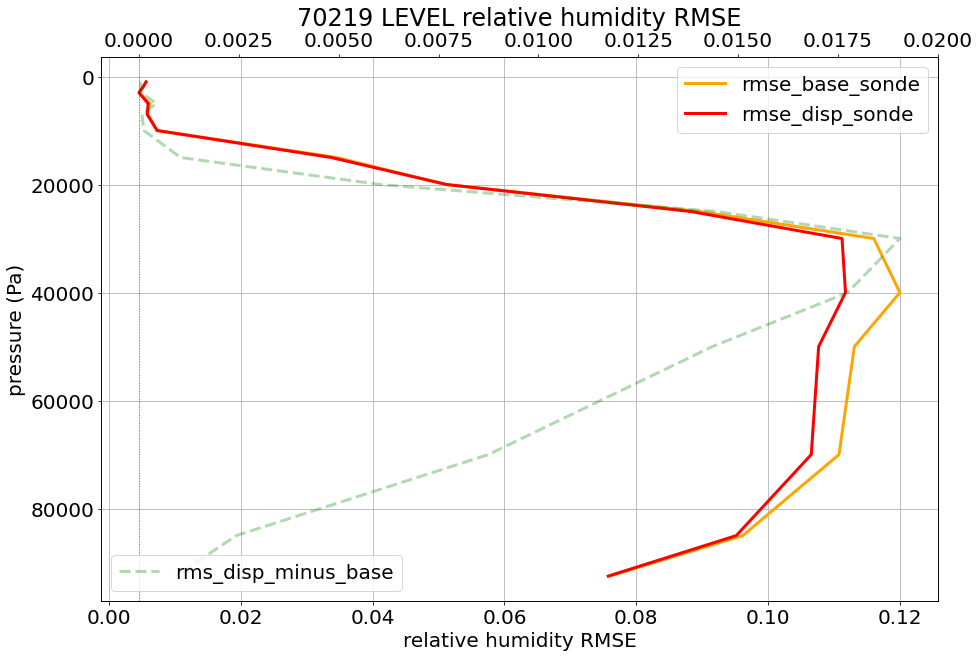 70219 LEVEL relative humidity RMSE
0.0000 0.0025 0.0050 0.0075 0.0100 0.0125 0.0150 0.0175 0.0200
rmse_base_sonde
rmse_disp_sonde
0
20000
40000
60000
80000
pressure (Pa)
rms_disp_minus_base
0.00 0.02 0.04 0.06 0.08 0.10 0.12
relative humidity RMSE